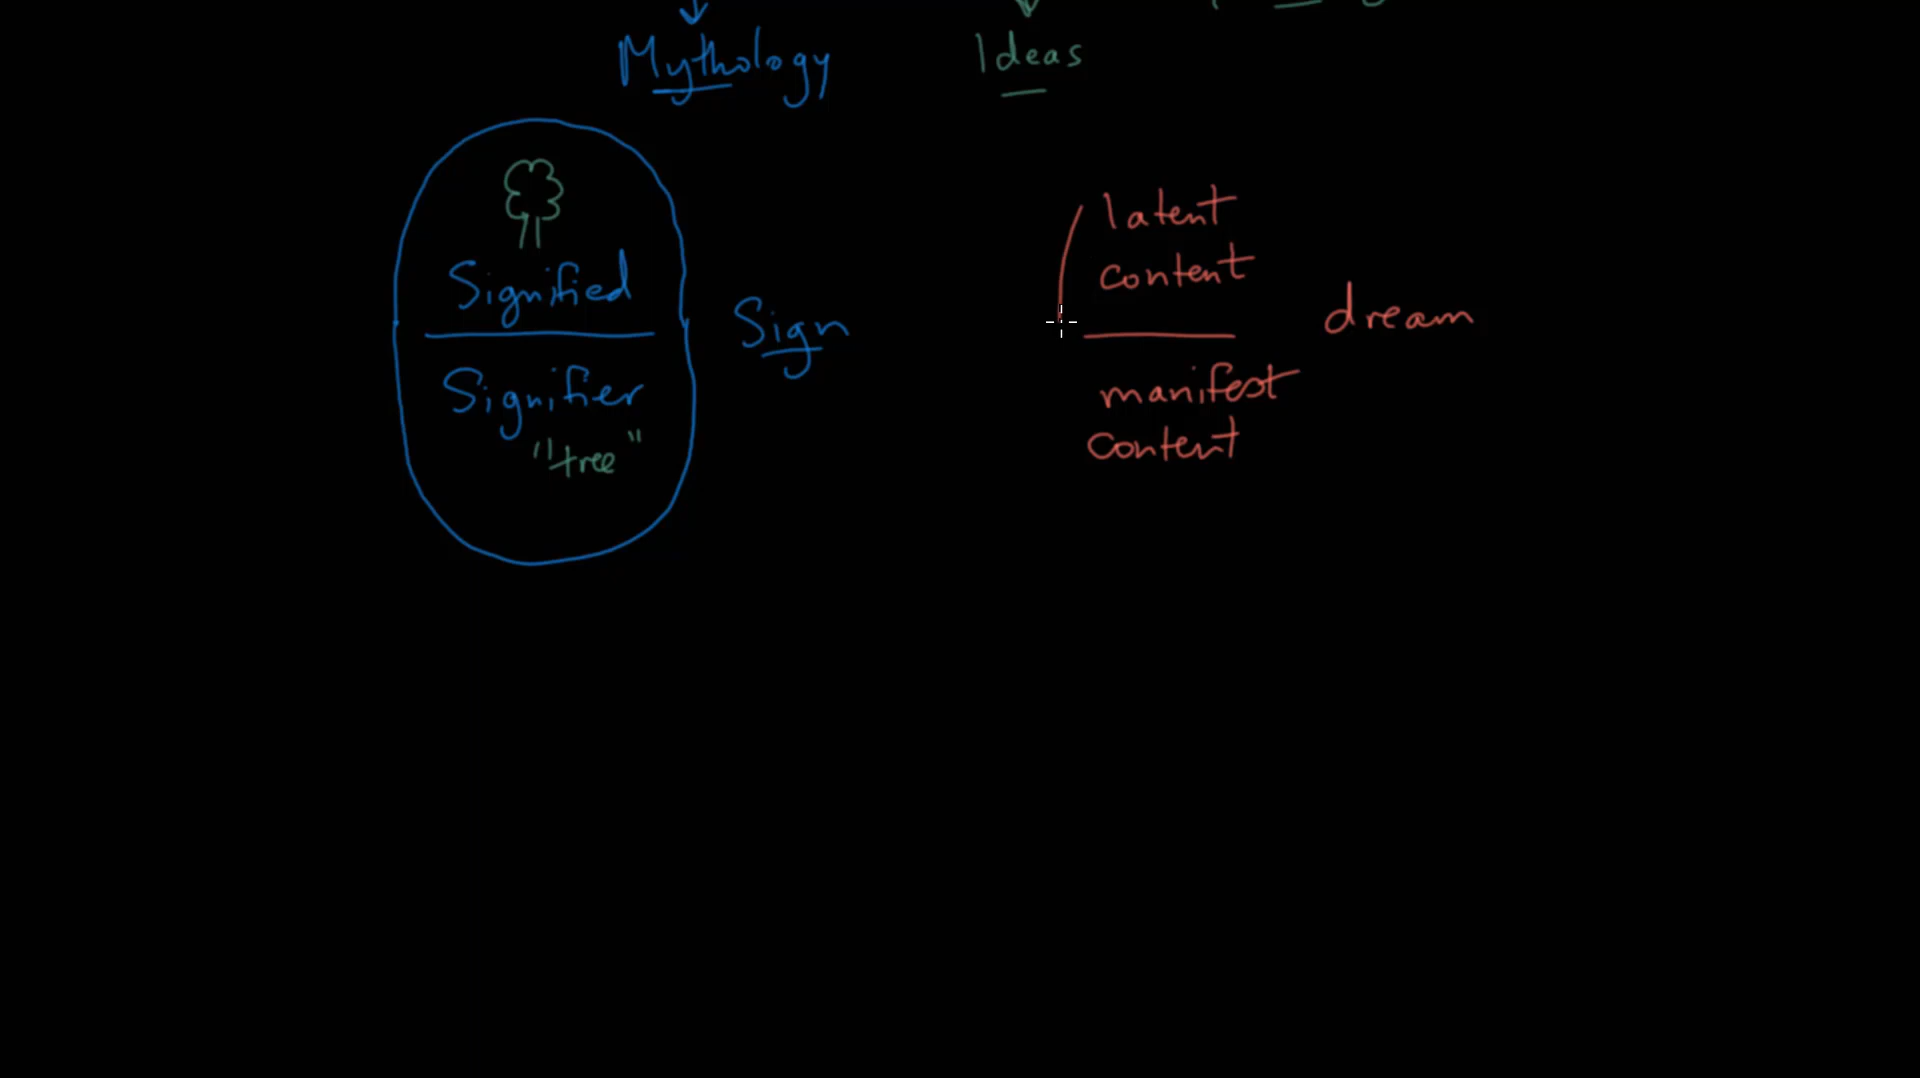 Mythology
Ideas
Signified
Signifier
"tree"
Sign
latent
content
manifest
content
dream